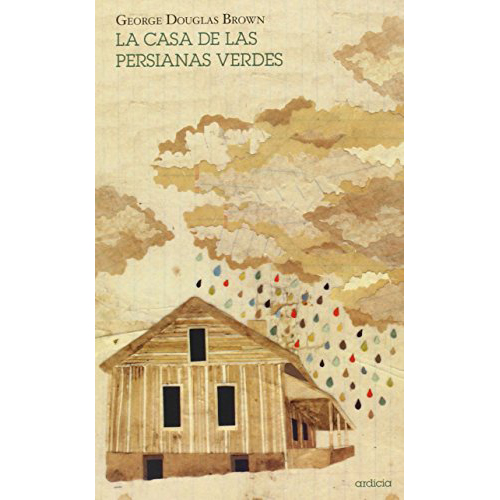 George Douglas Brown
LA CASA DE LAS
PERSIANAS VERDES
ardicia